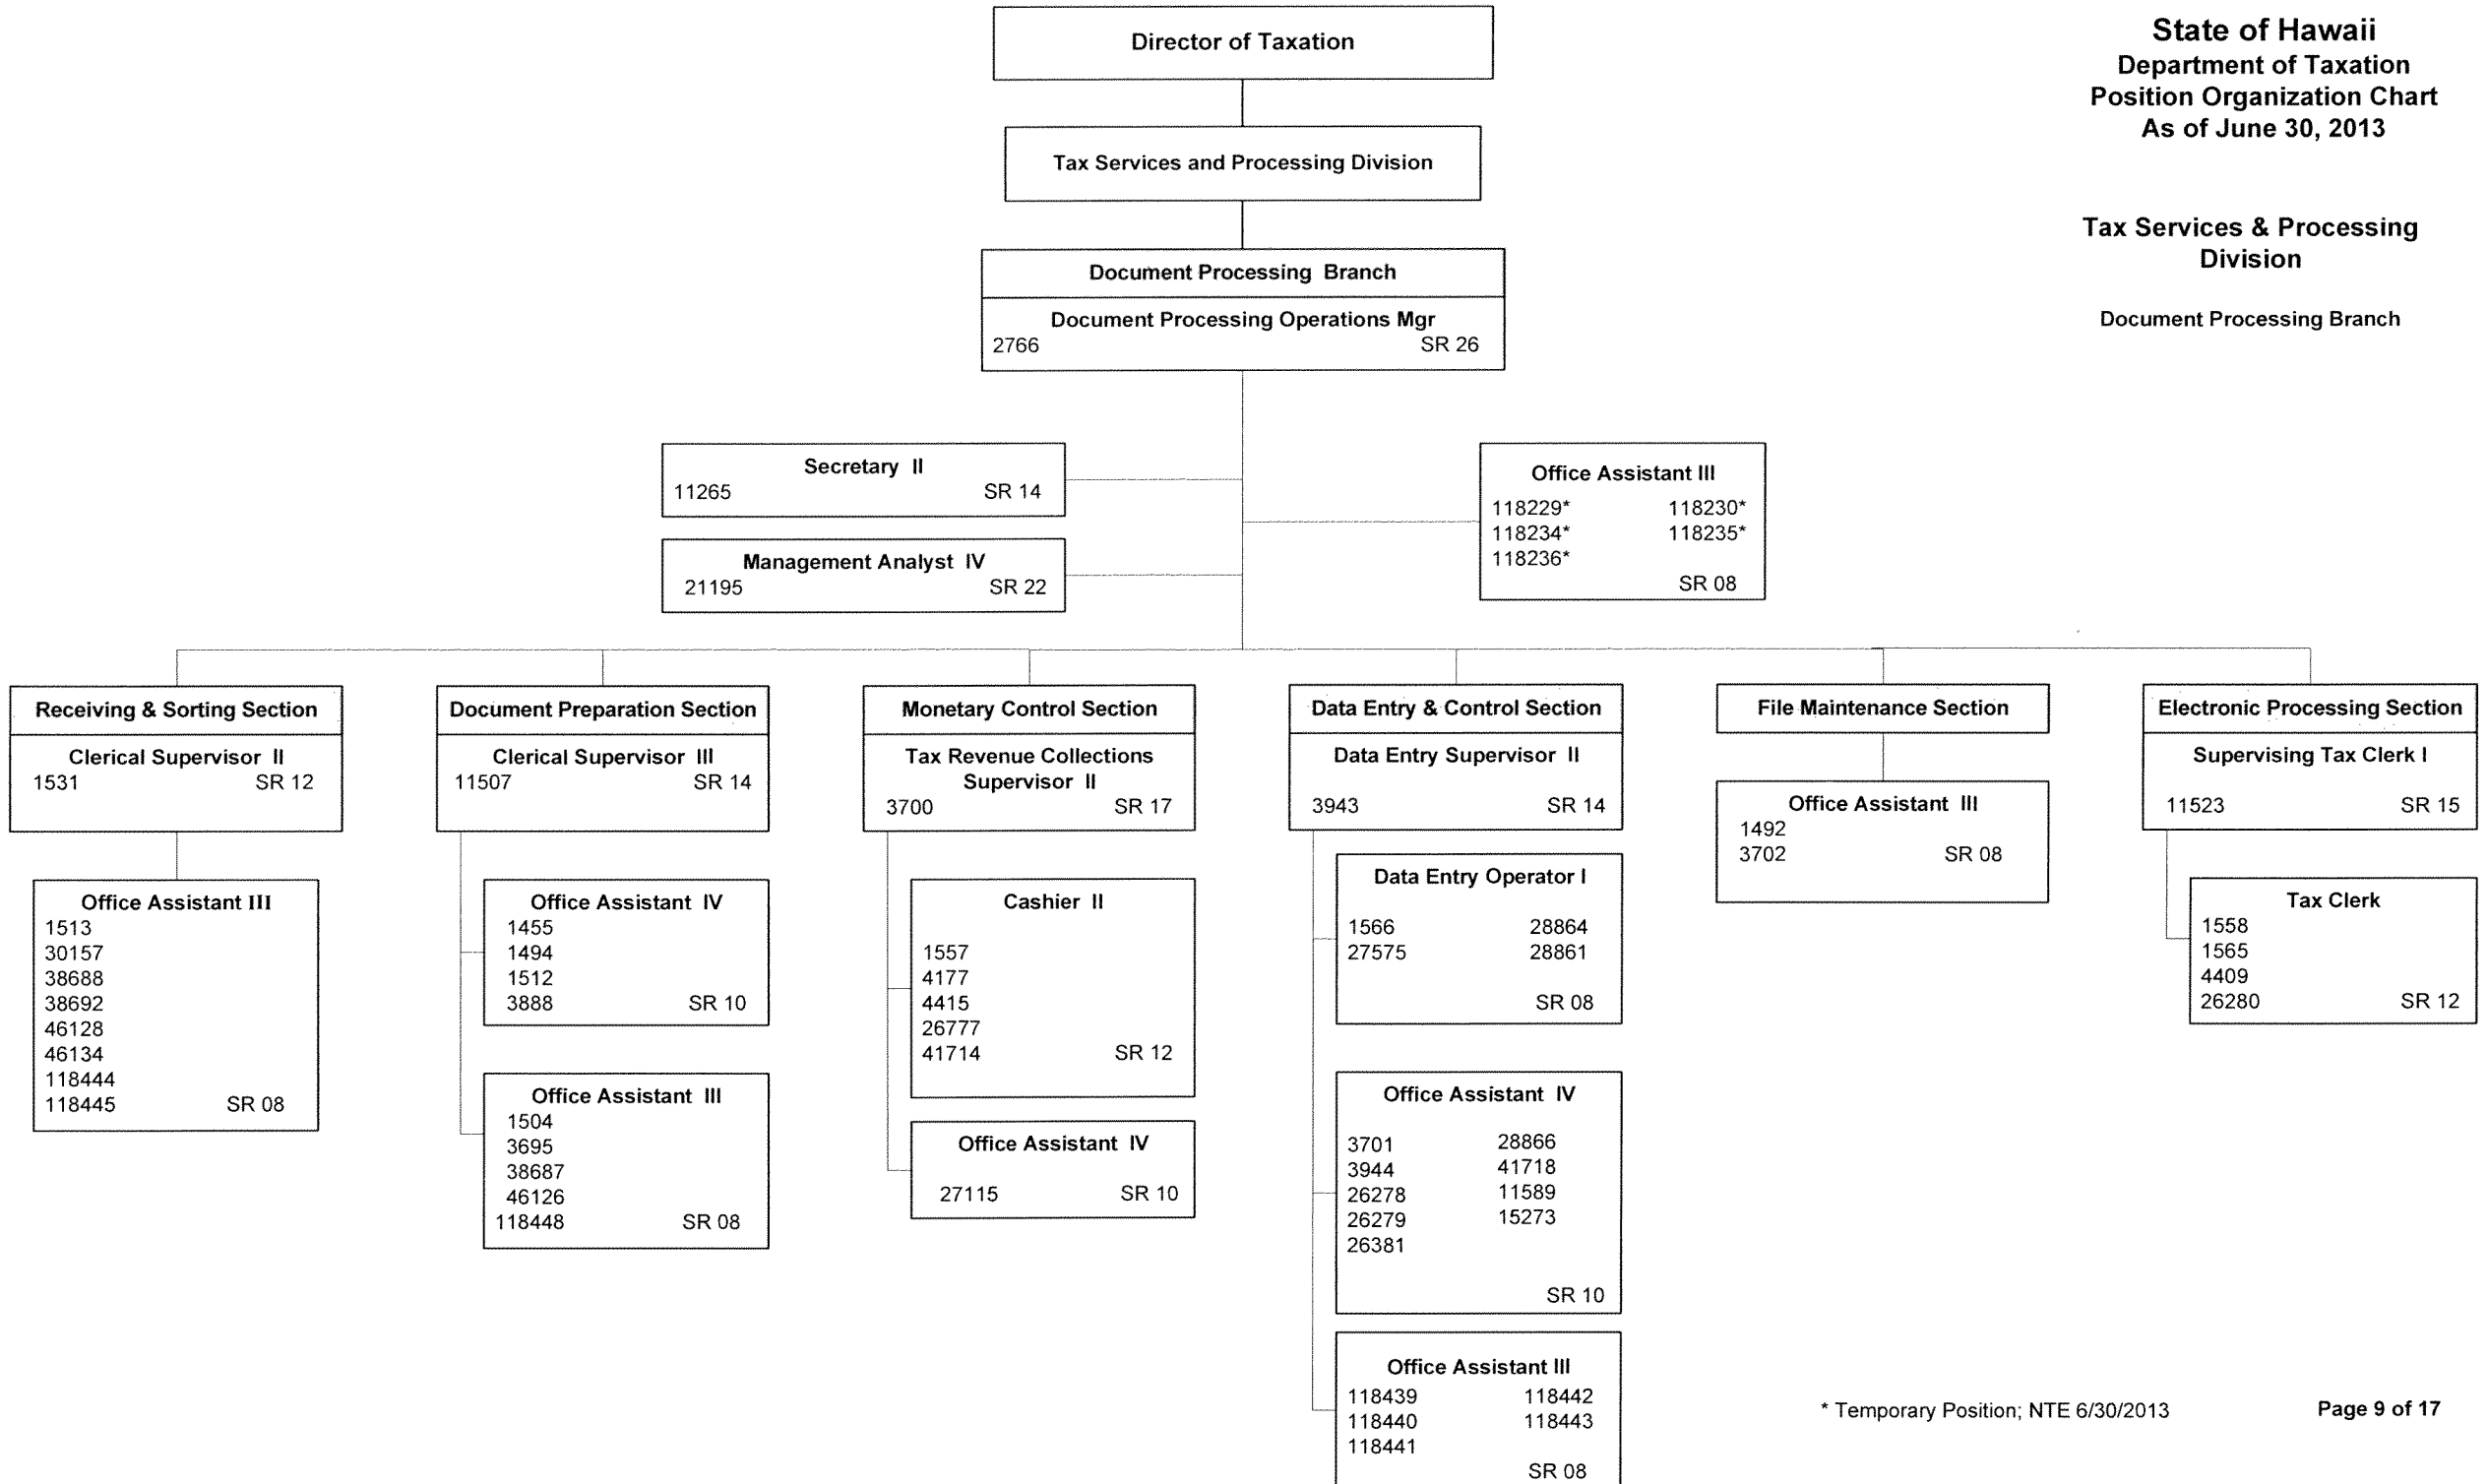 Director of Taxation
State of Hawaii
Department of Taxation
Position Organization Chart
As of June 30, 2013
Tax Services and Processing Division
Tax Services & Processing
Division
Document Processing Branch
Document Processing Branch
Document Processing Operations Mgr
2766 SR 26
Secretary II
11265 SR 14
Management Analyst IV
21195 SR 22
Office Assistant III
118229* 118230*
118234* 118235*
118236*
SR 08
Receiving & Sorting Section
Clerical Supervisor II
1531 SR 12
Office Assistant III
1513
30157
38688
38692
46128
46134
118444
118445 SR 08
Document Preparation Section
Clerical Supervisor III
11507 SR 14
Office Assistant IV
1455
1494
1512
3888 SR 10
Office Assistant III
1504
3695
38687
46126
118448 SR 08
Monetary Control Section
Tax Revenue Collections
Supervisor II
3700 SR 17
Cashier II
1557
4177
4415
26777
41714 SR 12
Office Assistant IV
27115 SR 10
Data Entry & Control Section
Data Entry Supervisor II
3943 SR 14
Data Entry Operator I
1566 28864
27575 28861
SR 08
Office Assistant IV
3701 28866
3944 41718
26278 11589
26279 15273
26381
SR 10
Office Assistant III
118439 118442
118440 118443
118441
SR 08
File Maintenance Section
Office Assistant III
1492
3702 SR 08
Electronic Processing Section
Supervising Tax Clerk I
11523 SR 15
Tax Clerk
1558
1565
4409
26280 SR 12
* Temporary Position; NTE 6/30/2013
Page 9 of 17